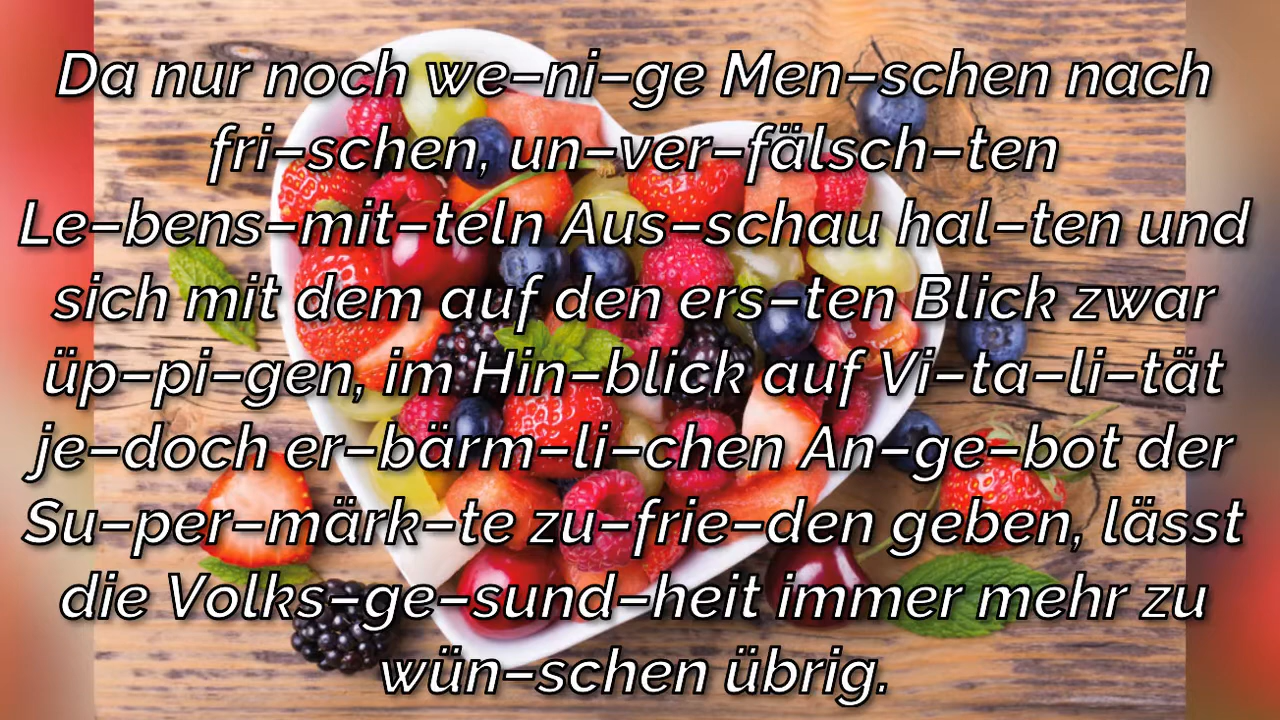 Da nur noch we–ni–ge Men–schen nach
fri–schen, un–ver–fälsch–ten
Le–bens–mit–teln Aus–schau hal–ten und
sich mit dem auf den ers–ten Blick zwar
üp–pi–gen, im Hin–blick auf Vi–ta–li–tät
je–doch er–bärm–li–chen An–ge–bot der
Su–per–märk–te zu–frie–den geben, lässt
die Volks–ge–sund–heit immer mehr zu
wün–schen übrig.